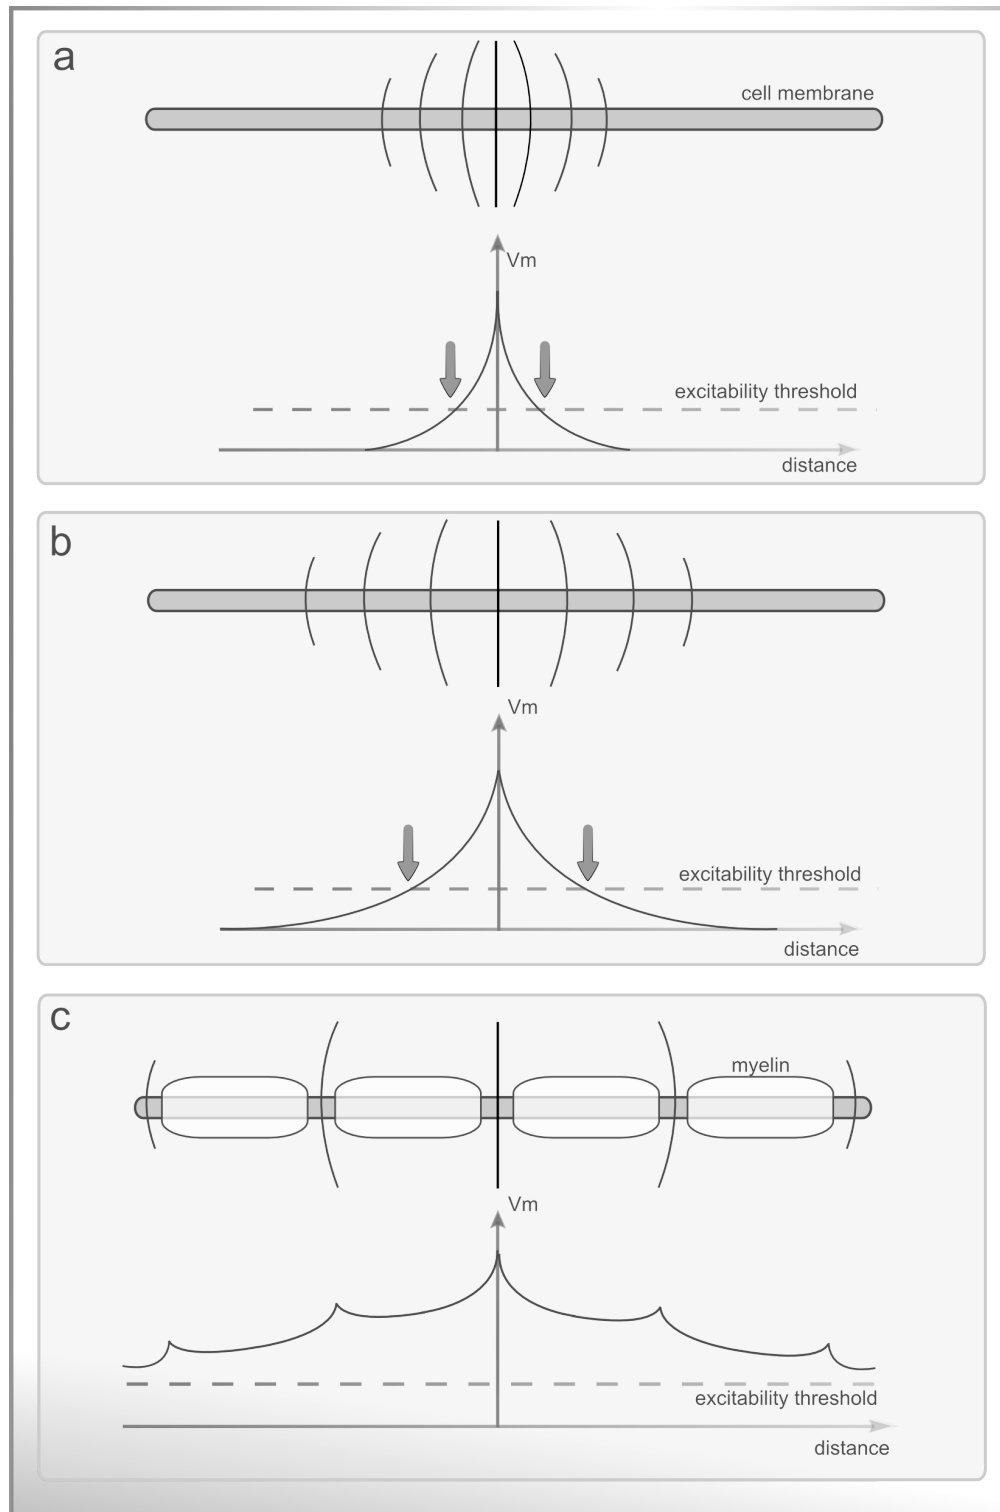 a
cell membrane
Vm
excitability threshold
distance
b
Vm
excitability threshold
distance
c
myelin
Vm
excitability threshold
distance